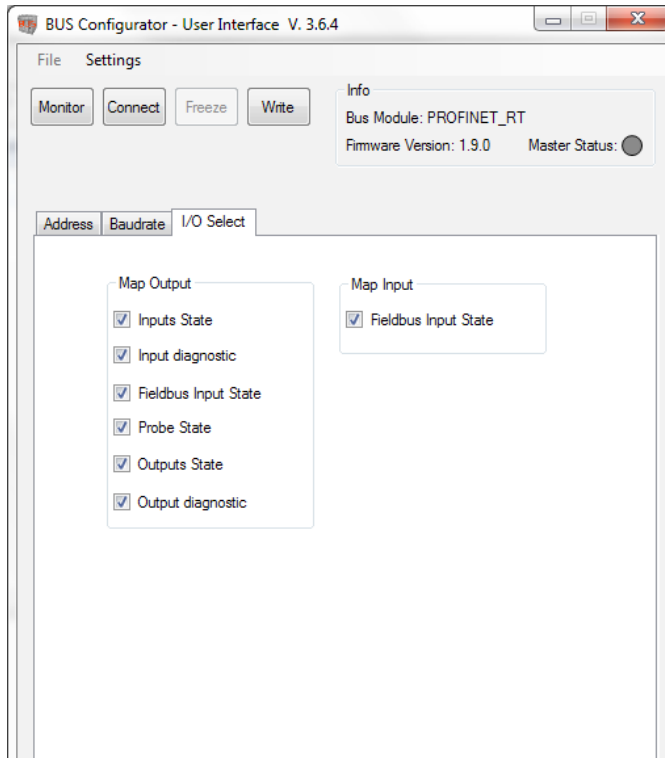 BUS Configurator - User Interface V. 3.6.4
File Settings
Monitor Connect Freeze Write
Info
Bus Module: PROFINET_RT
Firmware Version: 1.9.0 Master Status:
Address Baudrate I/O Select
Map Output
Inputs State
Input diagnostic
Fieldbus Input State
Probe State
Outputs State
Output diagnostic
Map Input
Fieldbus Input State